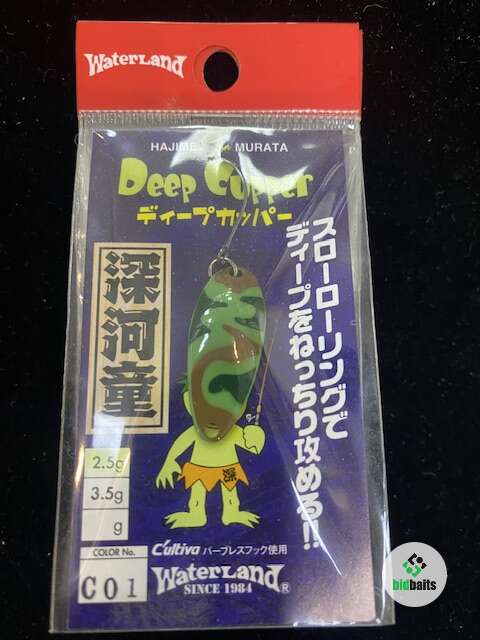 WaterLand
HAJIME MURATA
Deep Cupper
ディープカッパー
スローローリングで
ディープをねっちり攻める!!
深河童
2.5g
3.5g
g
COLOR No.
C01
C'ultiva バーブレスフック使用
WaterLand®
SINCE 1984
bidbaits